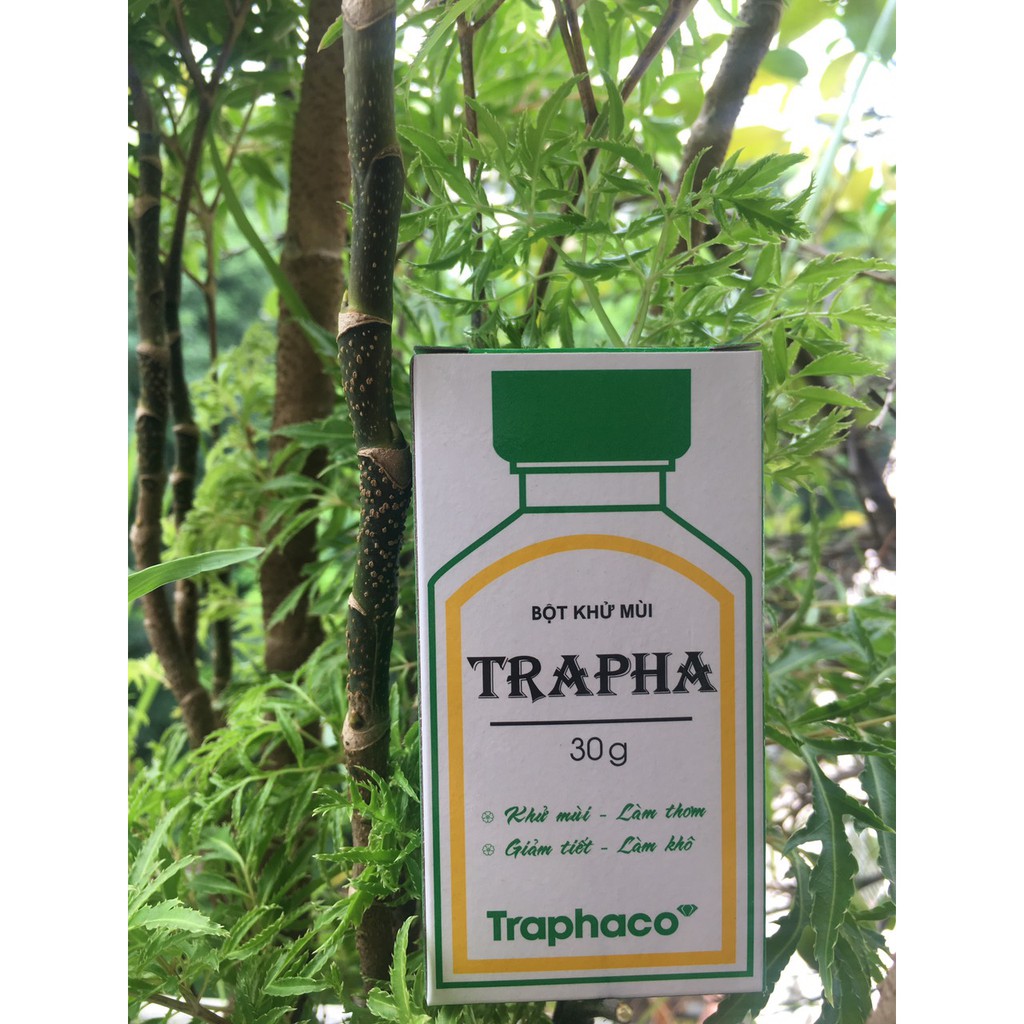 BỘT KHỬ MÙI
TRAPHA
30g
Khử mùi - Làm thơm
Giảm tiết - Làm khô
Traphaco